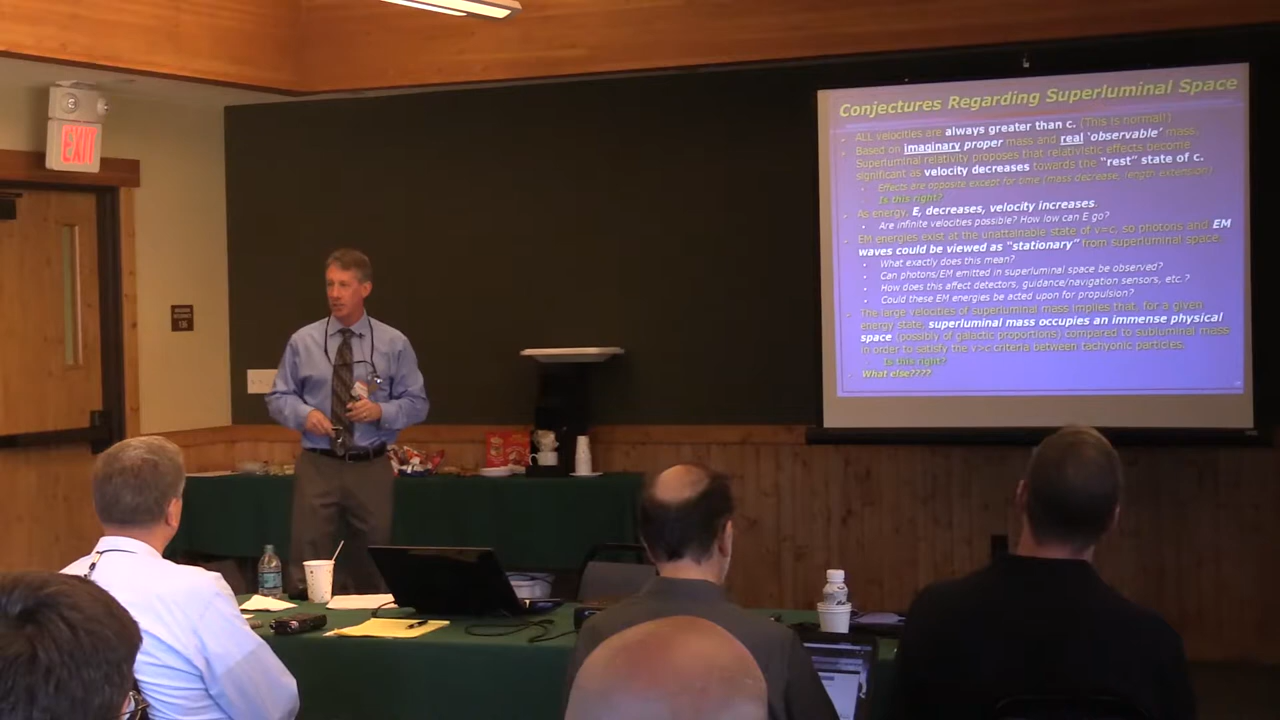 EXIT
136
Conjectures Regarding Superluminal Space
ALL velocities are always greater than c. (This is normal!)
Based on imaginary proper mass and real 'observable' mass,
Superluminal relativity proposes that relativistic effects become
significant as velocity decreases towards the "rest" state of c.
Effects are opposite except for time (mass decrease, length extension)
Is this right?
As energy, E, decreases, velocity increases.
Are infinite velocities possible? How low can E go?
EM energies exist at the unattainable state of v=c, so photons and EM
waves could be viewed as "stationary" from superluminal space.
What exactly does this mean?
Can photons/EM emitted in superluminal space be observed?
How does this affect detectors, guidance/navigation sensors, etc.?
Could these EM energies be acted upon for propulsion?
The large velocities of superluminal mass implies that, for a given
energy state, superluminal mass occupies an immense physical
space (possibly of galactic proportions) compared to subluminal mass
in order to satisfy the v>c criteria between tachyonic particles.
Is this right?
What else????